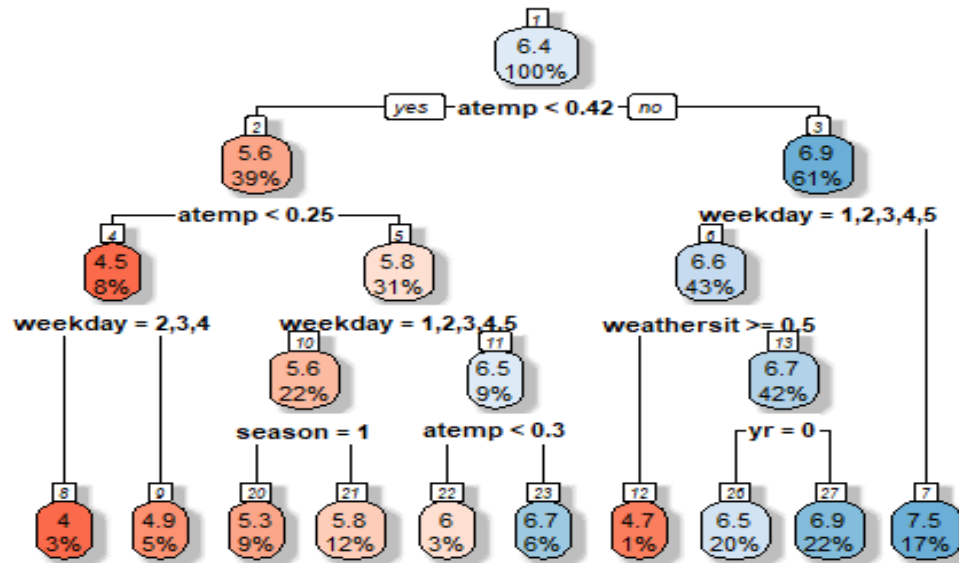 1
6.4
100%
yes atemp < 0.42 no
2 3
5.6 6.9
39% 61%
atemp < 0.25 weekday = 1,2,3,4,5
4 5 6
4.5 5.8 6.6
8% 31% 43%
weekday = 2,3,4 weekday = 1,2,3,4,5 weathersit >= 0.5
10 11 13
5.6 6.5 6.7
22% 9% 42%
season = 1 atemp < 0.3 yr = 0
8 9 20 21 22 23 12 26 27 7
4 4.9 5.3 5.8 6 6.7 4.7 6.5 6.9 7.5
3% 5% 9% 12% 3% 6% 1% 20% 22% 17%